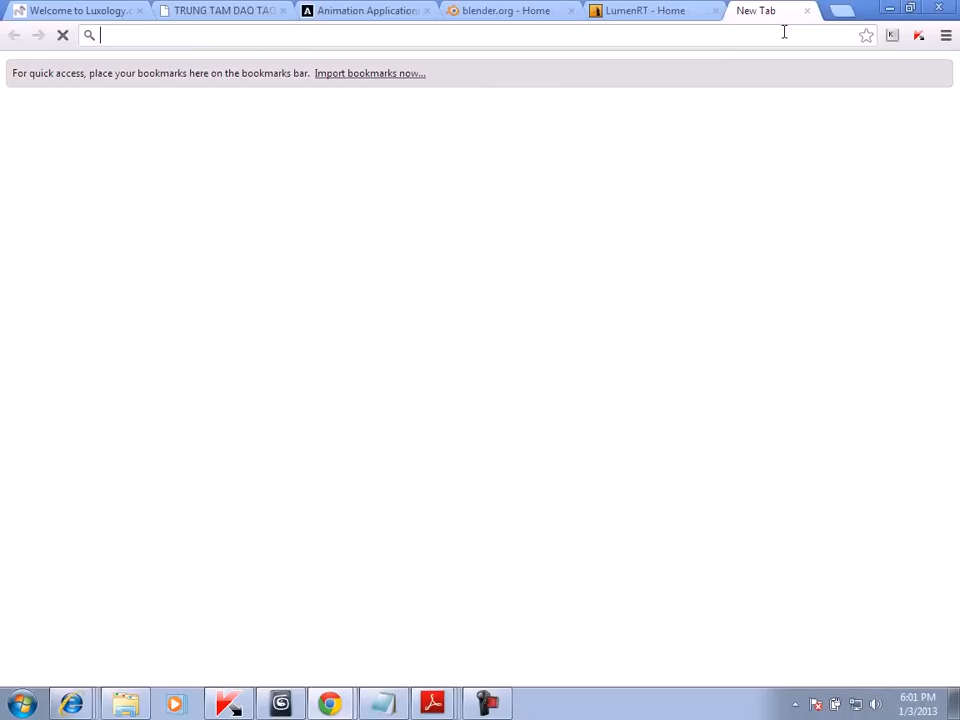 Welcome to Luxology.c
TRUNG TAM DAO TAO
Animation Application
blender.org - Home
LumenRT - Home
New Tab
For quick access, place your bookmarks here on the bookmarks bar. Import bookmarks now...
6:01 PM
1/3/2013